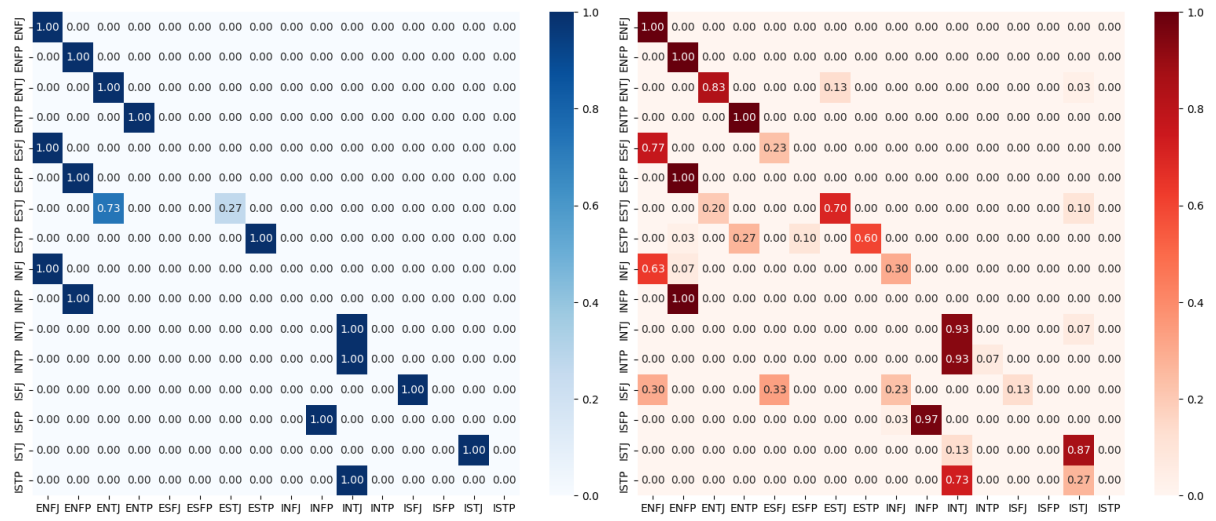 ENFJ 1.00 0.00 0.00 0.00 0.00 0.00 0.00 0.00 0.00 0.00 0.00 0.00 0.00 0.00 0.00 0.00
ENFP 0.00 1.00 0.00 0.00 0.00 0.00 0.00 0.00 0.00 0.00 0.00 0.00 0.00 0.00 0.00 0.00
ENTJ 0.00 0.00 1.00 0.00 0.00 0.00 0.00 0.00 0.00 0.00 0.00 0.00 0.00 0.00 0.00 0.00
ENTP 0.00 0.00 0.00 1.00 0.00 0.00 0.00 0.00 0.00 0.00 0.00 0.00 0.00 0.00 0.00 0.00
ESFJ 1.00 0.00 0.00 0.00 0.00 0.00 0.00 0.00 0.00 0.00 0.00 0.00 0.00 0.00 0.00 0.00
ESFP 0.00 1.00 0.00 0.00 0.00 0.00 0.00 0.00 0.00 0.00 0.00 0.00 0.00 0.00 0.00 0.00
ESTJ 0.00 0.00 0.73 0.00 0.00 0.00 0.27 0.00 0.00 0.00 0.00 0.00 0.00 0.00 0.00 0.00
ESTP 0.00 0.00 0.00 0.00 0.00 0.00 0.00 1.00 0.00 0.00 0.00 0.00 0.00 0.00 0.00 0.00
INFJ 1.00 0.00 0.00 0.00 0.00 0.00 0.00 0.00 0.00 0.00 0.00 0.00 0.00 0.00 0.00 0.00
INFP 0.00 1.00 0.00 0.00 0.00 0.00 0.00 0.00 0.00 0.00 0.00 0.00 0.00 0.00 0.00 0.00
INTJ 0.00 0.00 0.00 0.00 0.00 0.00 0.00 0.00 0.00 0.00 1.00 0.00 0.00 0.00 0.00 0.00
INTP 0.00 0.00 0.00 0.00 0.00 0.00 0.00 0.00 0.00 0.00 1.00 0.00 0.00 0.00 0.00 0.00
ISFJ 0.00 0.00 0.00 0.00 0.00 0.00 0.00 0.00 0.00 0.00 0.00 0.00 1.00 0.00 0.00 0.00
ISFP 0.00 0.00 0.00 0.00 0.00 0.00 0.00 0.00 0.00 1.00 0.00 0.00 0.00 0.00 0.00 0.00
ISTJ 0.00 0.00 0.00 0.00 0.00 0.00 0.00 0.00 0.00 0.00 0.00 0.00 0.00 0.00 1.00 0.00
ISTP 0.00 0.00 0.00 0.00 0.00 0.00 0.00 0.00 0.00 0.00 1.00 0.00 0.00 0.00 0.00 0.00
ENFJ ENFP ENTJ ENTP ESFJ ESFP ESTJ ESTP INFJ INFP INTJ INTP ISFJ ISFP ISTJ ISTP
1.0
0.8
0.6
0.4
0.2
0.0
ENFJ 1.00 0.00 0.00 0.00 0.00 0.00 0.00 0.00 0.00 0.00 0.00 0.00 0.00 0.00 0.00 0.00
ENFP 0.00 1.00 0.00 0.00 0.00 0.00 0.00 0.00 0.00 0.00 0.00 0.00 0.00 0.00 0.00 0.00
ENTJ 0.00 0.00 0.83 0.00 0.00 0.00 0.13 0.00 0.00 0.00 0.00 0.00 0.00 0.00 0.03 0.00
ENTP 0.00 0.00 0.00 1.00 0.00 0.00 0.00 0.00 0.00 0.00 0.00 0.00 0.00 0.00 0.00 0.00
ESFJ 0.77 0.00 0.00 0.00 0.23 0.00 0.00 0.00 0.00 0.00 0.00 0.00 0.00 0.00 0.00 0.00
ESFP 0.00 1.00 0.00 0.00 0.00 0.00 0.00 0.00 0.00 0.00 0.00 0.00 0.00 0.00 0.00 0.00
ESTJ 0.00 0.00 0.20 0.00 0.00 0.00 0.70 0.00 0.00 0.00 0.00 0.00 0.00 0.00 0.10 0.00
ESTP 0.00 0.03 0.00 0.27 0.00 0.10 0.00 0.60 0.00 0.00 0.00 0.00 0.00 0.00 0.00 0.00
INFJ 0.63 0.07 0.00 0.00 0.00 0.00 0.00 0.00 0.30 0.00 0.00 0.00 0.00 0.00 0.00 0.00
INFP 0.00 1.00 0.00 0.00 0.00 0.00 0.00 0.00 0.00 0.00 0.00 0.00 0.00 0.00 0.00 0.00
INTJ 0.00 0.00 0.00 0.00 0.00 0.00 0.00 0.00 0.00 0.00 0.93 0.00 0.00 0.00 0.07 0.00
INTP 0.00 0.00 0.00 0.00 0.00 0.00 0.00 0.00 0.00 0.00 0.93 0.07 0.00 0.00 0.00 0.00
ISFJ 0.30 0.00 0.00 0.00 0.33 0.00 0.00 0.00 0.23 0.00 0.00 0.00 0.13 0.00 0.00 0.00
ISFP 0.00 0.00 0.00 0.00 0.00 0.00 0.00 0.00 0.03 0.97 0.00 0.00 0.00 0.00 0.00 0.00
ISTJ 0.00 0.00 0.00 0.00 0.00 0.00 0.00 0.00 0.00 0.00 0.13 0.00 0.00 0.00 0.87 0.00
ISTP 0.00 0.00 0.00 0.00 0.00 0.00 0.00 0.00 0.00 0.00 0.73 0.00 0.00 0.00 0.27 0.00
ENFJ ENFP ENTJ ENTP ESFJ ESFP ESTJ ESTP INFJ INFP INTJ INTP ISFJ ISFP ISTJ ISTP
1.0
0.8
0.6
0.4
0.2
0.0